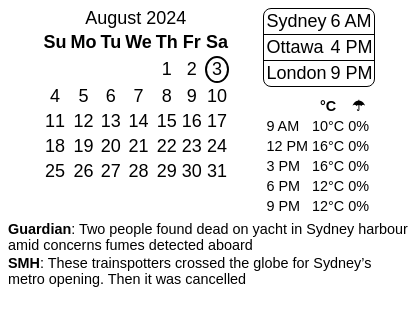 August 2024
Su Mo Tu We Th Fr Sa
1 2 3
4 5 6 7 8 9 10
11 12 13 14 15 16 17
18 19 20 21 22 23 24
25 26 27 28 29 30 31
Sydney 6 AM
Ottawa 4 PM
London 9 PM
°C ☂
9 AM 10°C 0%
12 PM 16°C 0%
3 PM 16°C 0%
6 PM 12°C 0%
9 PM 12°C 0%
Guardian: Two people found dead on yacht in Sydney harbour
amid concerns fumes detected aboard
SMH: These trainspotters crossed the globe for Sydney’s
metro opening. Then it was cancelled